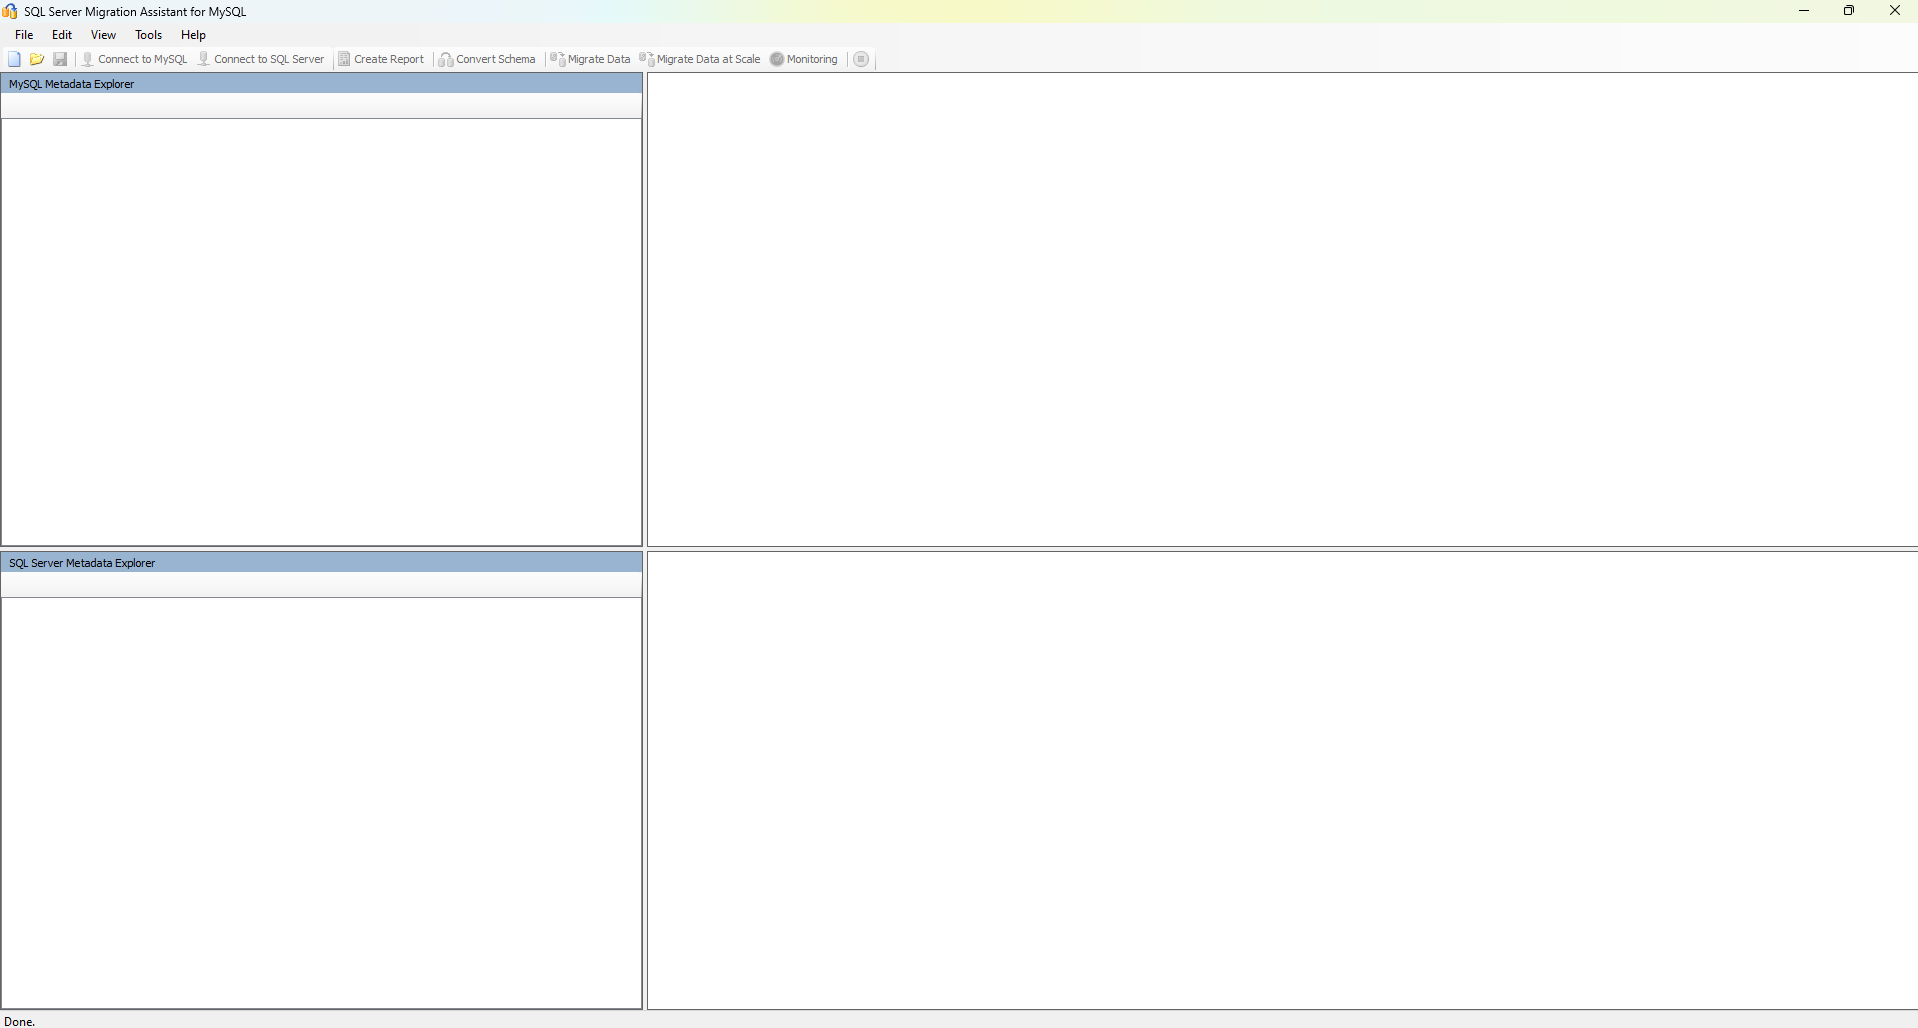 SQL Server Migration Assistant for MySQL
File Edit View Tools Help
Connect to MySQL Connect to SQL Server Create Report Convert Schema Migrate Data Migrate Data at Scale Monitoring
MySQL Metadata Explorer
SQL Server Metadata Explorer
Done.